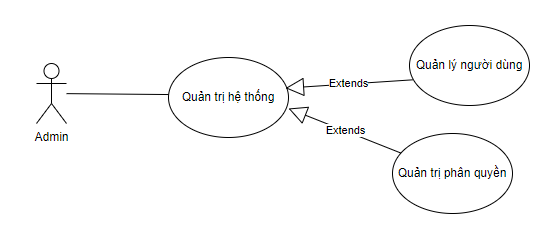 Quản lý người dùng
Extends
Quản trị hệ thống
Extends
Admin
Quản trị phân quyền